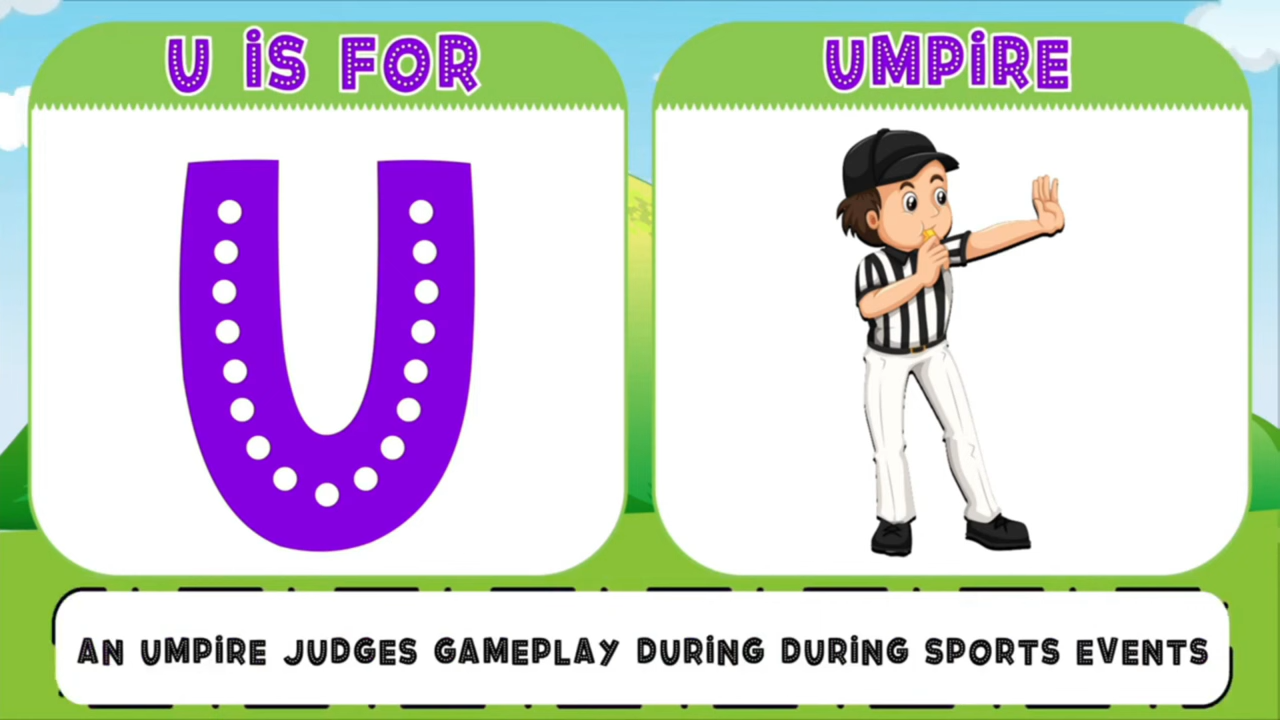 U iS FOR
UMPiRE
U
AN UMPiRE JUDGES GAMEPLAY DURiNG DURiNG SPORTS EVENTS